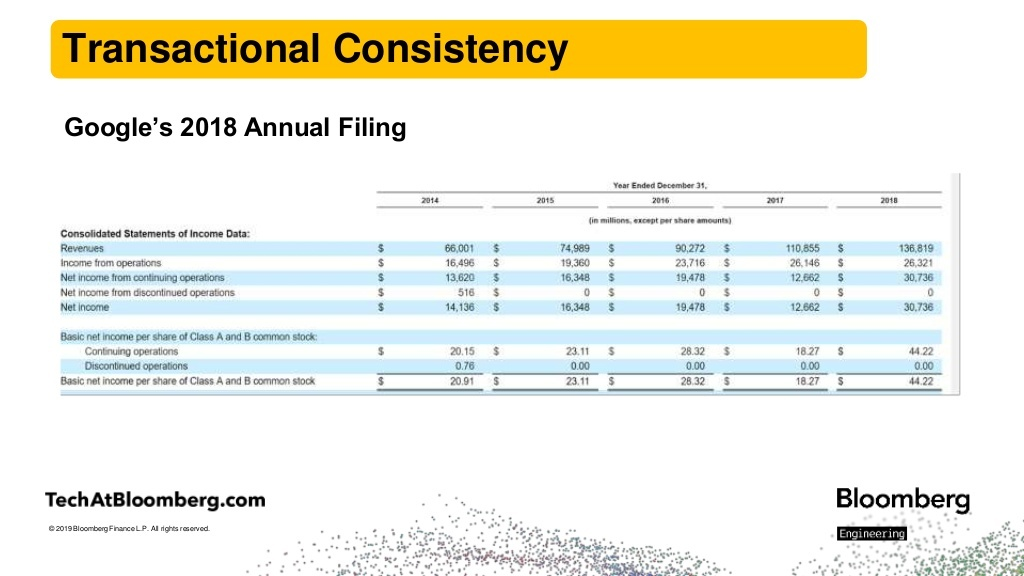 Transactional Consistency
Google’s 2018 Annual Filing
Year Ended December 31,
2014 2015 2016 2017 2018
(in millions, except per share amounts)
Consolidated Statements of Income Data:
Revenues $ 66,001 $ 74,989 $ 90,272 $ 110,855 $ 136,819
Income from operations $ 16,496 $ 19,360 $ 23,716 $ 26,146 $ 26,321
Net income from continuing operations $ 13,620 $ 16,348 $ 19,478 $ 12,662 $ 30,736
Net income from discontinued operations $ 516 $ 0 $ 0 $ 0 $ 0
Net income $ 14,136 $ 16,348 $ 19,478 $ 12,662 $ 30,736
Basic net income per share of Class A and B common stock:
Continuing operations $ 20.15 $ 23.11 $ 28.32 $ 18.27 $ 44.22
Discontinued operations 0.76 0.00 0.00 0.00 0.00
Basic net income per share of Class A and B common stock $ 20.91 $ 23.11 $ 28.32 $ 18.27 $ 44.22
TechAtBloomberg.com
© 2019 Bloomberg Finance L.P. All rights reserved.
Bloomberg
Engineering